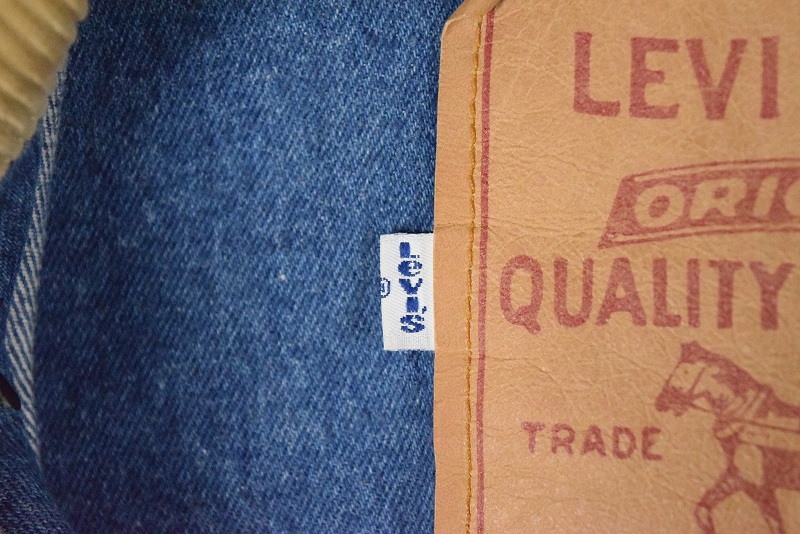 LEVI
ORIG
QUALITY
TRADE
Levi's
®